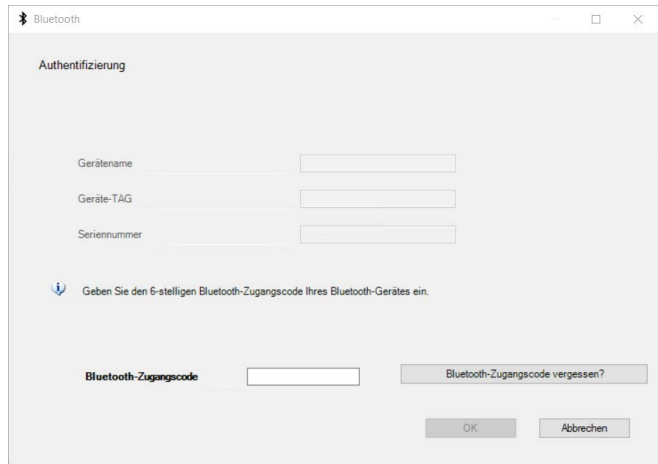 Bluetooth
Authentifizierung
Gerätename
Geräte-TAG
Seriennummer
Geben Sie den 6-stelligen Bluetooth-Zugangscode Ihres Bluetooth-Gerätes ein.
Bluetooth-Zugangscode Bluetooth-Zugangscode vergessen?
OK Abbrechen